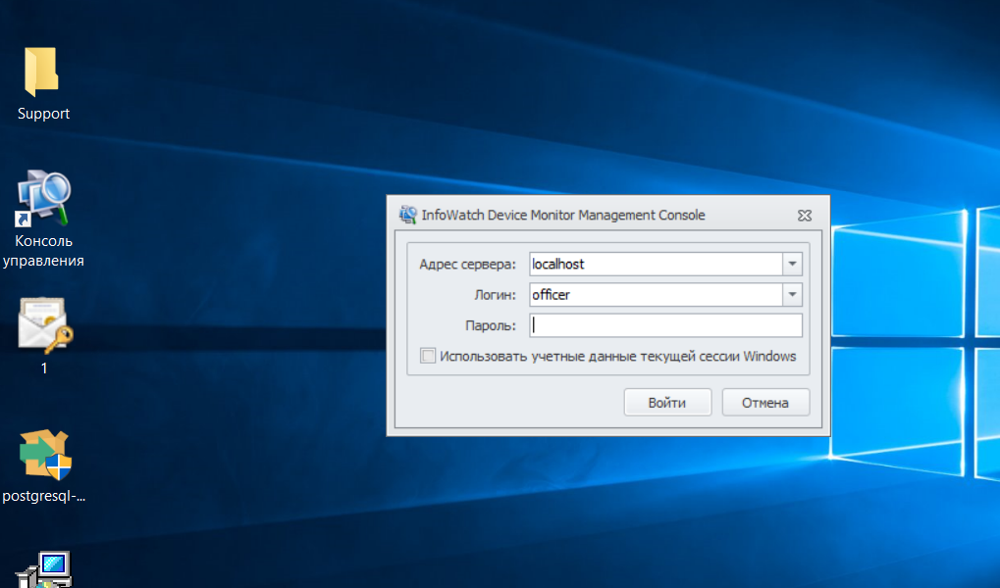 Support
Консоль
управления
1
postgresql-...
InfoWatch Device Monitor Management Console
Адрес сервера: localhost
Логин: officer
Пароль:
Использовать учетные данные текущей сессии Windows
Войти Отмена